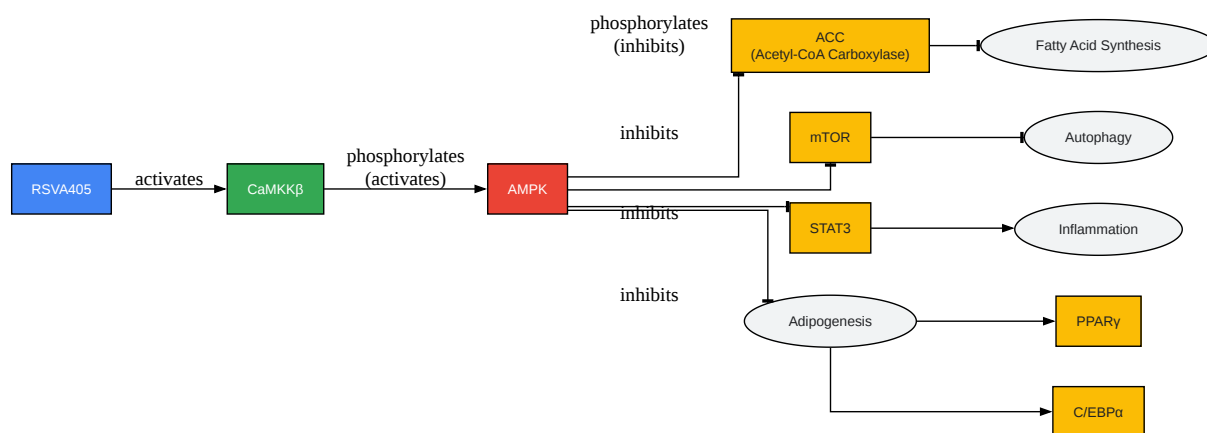 phosphorylates
(inhibits)
ACC
(Acetyl-CoA Carboxylase)
Fatty Acid Synthesis
inhibits
mTOR
Autophagy
RSVA405
activates
CaMKKβ
phosphorylates
(activates)
AMPK
inhibits
STAT3
Inflammation
inhibits
Adipogenesis
PPARγ
C/EBPα